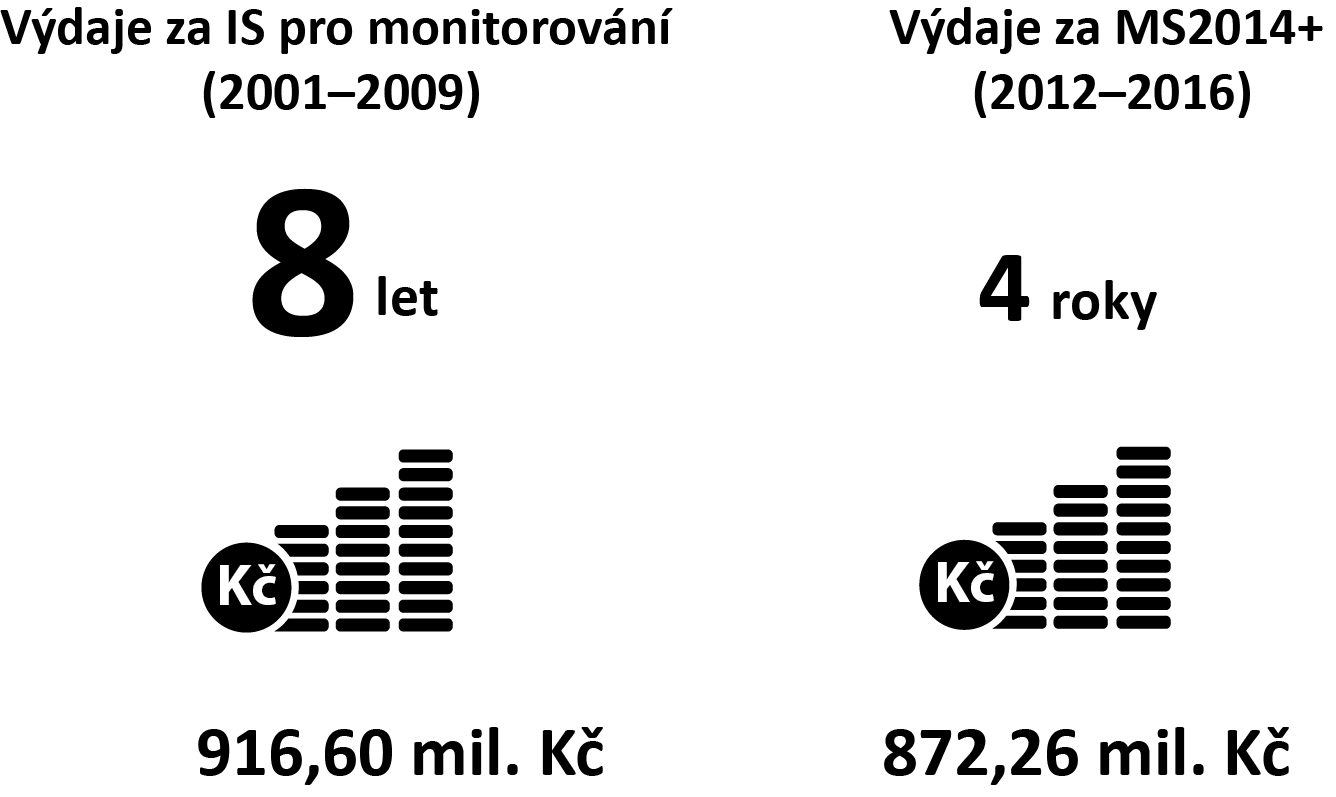 Výdaje za IS pro monitorování
(2001–2009)
8 let
Kč
916,60 mil. Kč
Výdaje za MS2014+
(2012–2016)
4 roky
Kč
872,26 mil. Kč